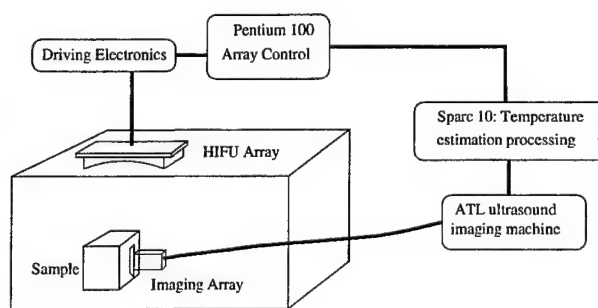 Pentium 100
Array Control
Driving Electronics
Sparc 10: Temperature
estimation processing
HIFU Array
ATL ultrasound
imaging machine
Sample
Imaging Array